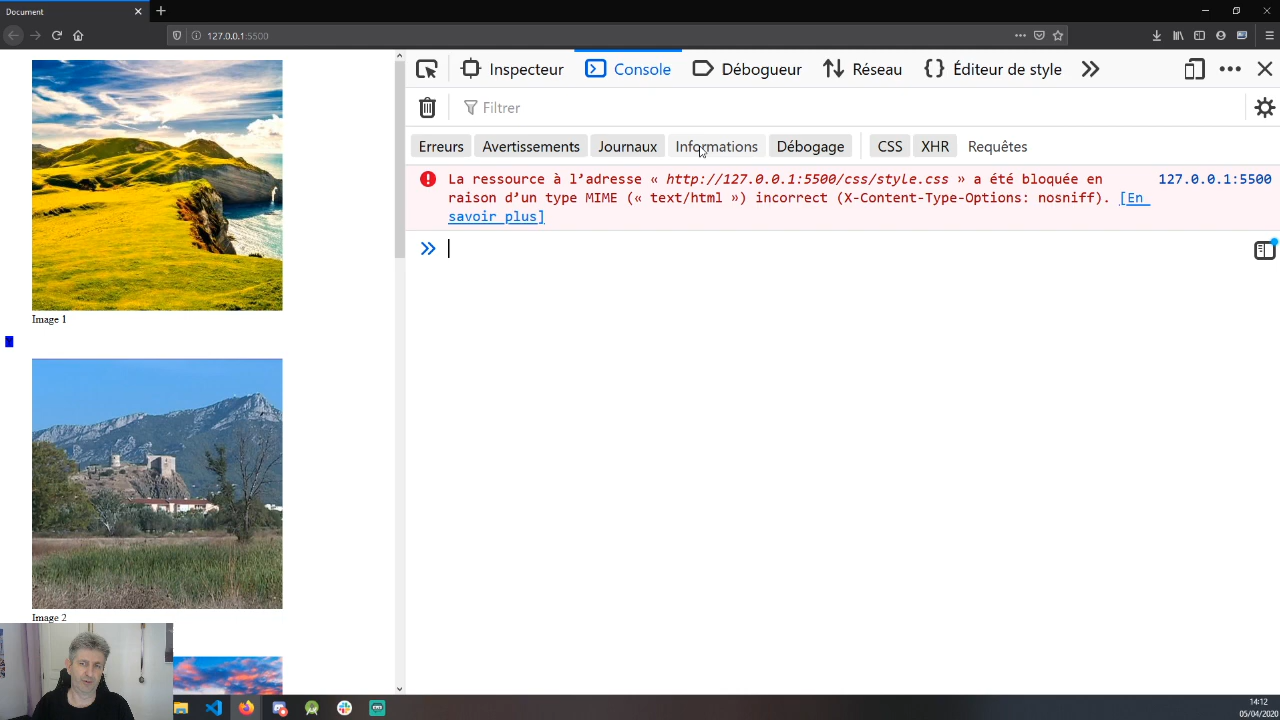 Document
127.0.0.1:5500
Inspecteur
Console
Débogueur
Réseau
Éditeur de style
Filtrer
Erreurs
Avertissements
Journaux
Informations
Débogage
CSS
XHR
Requêtes
La ressource à l’adresse « http://127.0.0.1:5500/css/style.css » a été bloquée en
127.0.0.1:5500
raison d’un type MIME (« text/html ») incorrect (X-Content-Type-Options: nosniff). [En
savoir plus]
Image 1
Image 2
14:12
05/04/2020